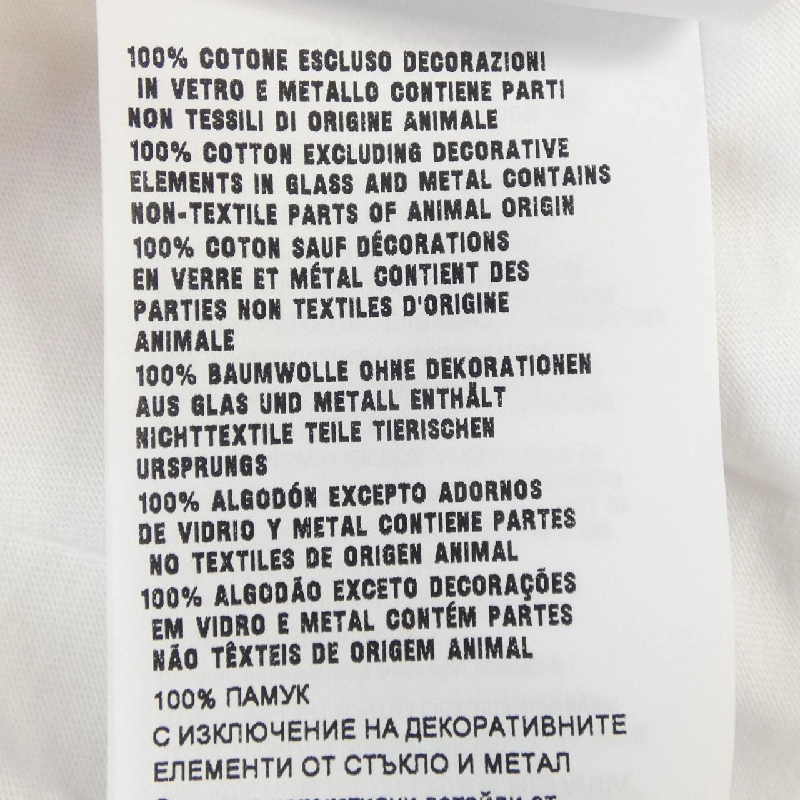 100% COTONE ESCLUSO DECORAZIONI
IN VETRO E METALLO CONTIENE PARTI
NON TESSILI DI ORIGINE ANIMALE
100% COTTON EXCLUDING DECORATIVE
ELEMENTS IN GLASS AND METAL CONTAINS
NON-TEXTILE PARTS OF ANIMAL ORIGIN
100% COTON SAUF DÉCORATIONS
EN VERRE ET MÉTAL CONTIENT DES
PARTIES NON TEXTILES D'ORIGINE
ANIMALE
100% BAUMWOLLE OHNE DEKORATIONEN
AUS GLAS UND METALL ENTHÄLT
NICHTTEXTILE TEILE TIERISCHEN
URSPRUNGS
100% ALGODÓN EXCEPTO ADORNOS
DE VIDRIO Y METAL CONTIENE PARTES
NO TEXTILES DE ORIGEN ANIMAL
100% ALGODÃO EXCETO DECORAÇÕES
EM VIDRO E METAL CONTÉM PARTES
NÃO TÊXTEIS DE ORIGEM ANIMAL
100% ПАМУК
С ИЗКЛЮЧЕНИЕ НА ДЕКОРАТИВНИТЕ
ЕЛЕМЕНТИ ОТ СТЪКЛО И МЕТАЛ